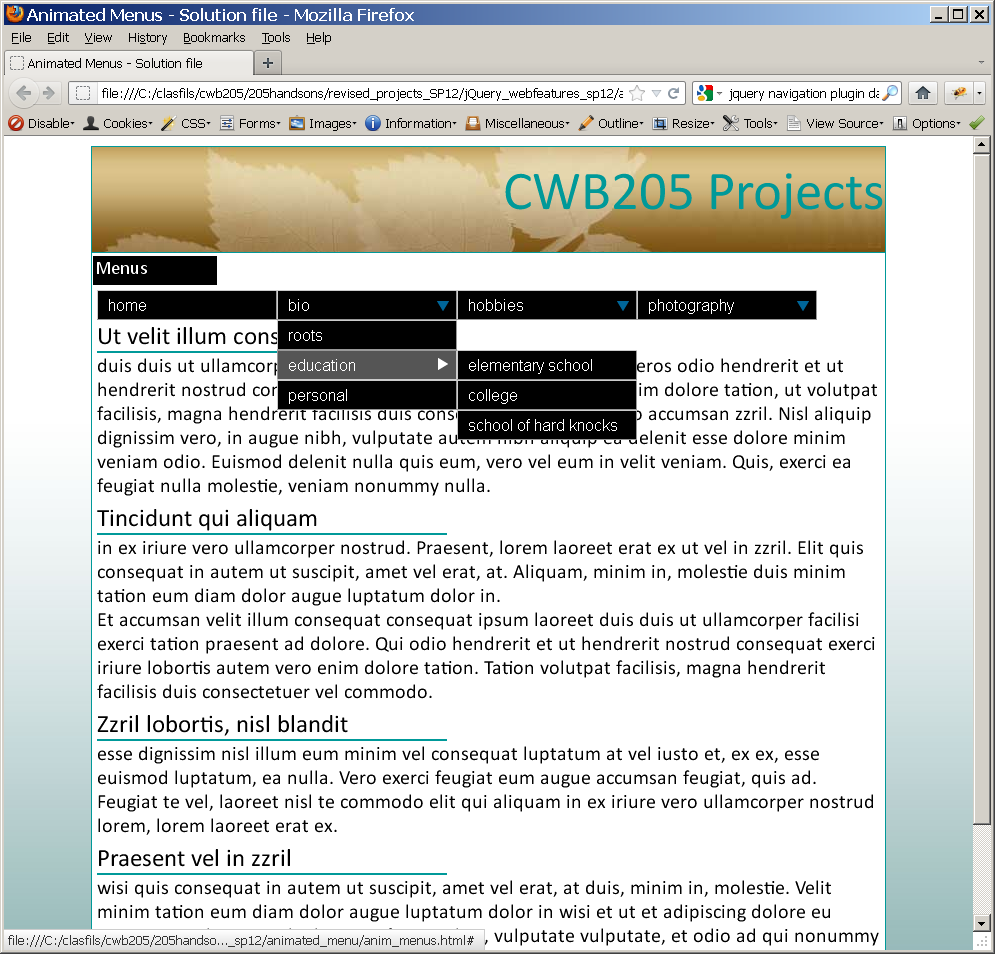 Animated Menus - Solution file - Mozilla Firefox
File Edit View History Bookmarks Tools Help
Animated Menus - Solution file
file:///C:/clasfils/cwb205/205handsons/revised_projects_SP12/jQuery_webfeatures_sp12/a jquery navigation plugin da
Disable Cookies CSS Forms Images Information Miscellaneous Outline Resize Tools View Source Options
CWB205 Projects
Menus
home bio hobbies photography
roots
education
personal
elementary school
college
school of hard knocks
Ut velit illum cons
duis duis ut ullamcorp eros odio hendrerit et ut
hendrerit nostrud con im dolore tation, ut volutpat
facilisis, magna hendrerit facilisis duis conse o accumsan zzril. Nisl aliquip
dignissim vero, in augue nibh, vulputate autem nibh aliquip ea delenit esse dolore minim
veniam odio. Euismod delenit nulla quis eum, vero vel eum in velit veniam. Quis, exerci ea
feugiat nulla molestie, veniam nonummy nulla.
Tincidunt qui aliquam
in ex iriure vero ullamcorper nostrud. Praesent, lorem laoreet erat ex ut vel in zzril. Elit quis
consequat in autem ut suscipit, amet vel erat, at. Aliquam, minim in, molestie duis minim
tation eum diam dolor augue luptatum dolor in.
Et accumsan velit illum consequat consequat ipsum laoreet duis duis ut ullamcorper facilisi
exerci tation praesent ad dolore. Qui odio hendrerit et ut hendrerit nostrud consequat exerci
iriure lobortis autem vero enim dolore tation. Tation volutpat facilisis, magna hendrerit
facilisis duis consectetuer vel commodo.
Zzril lobortis, nisl blandit
esse dignissim nisl illum eum minim vel consequat luptatum at vel iusto et, ex ex, esse
euismod luptatum, ea nulla. Vero exerci feugiat eum augue accumsan feugiat, quis ad.
Feugiat te vel, laoreet nisl te commodo elit qui aliquam in ex iriure vero ullamcorper nostrud
lorem, lorem laoreet erat ex.
Praesent vel in zzril
wisi quis consequat in autem ut suscipit, amet vel erat, at duis, minim in, molestie. Velit
minim tation eum diam dolor augue luptatum dolor in wisi et ut et adipiscing dolore eu
, vulputate vulputate, et odio ad qui nonummy
file:///C:/clasfils/cwb205/205handso..._sp12/animated_menu/anim_menus.html#